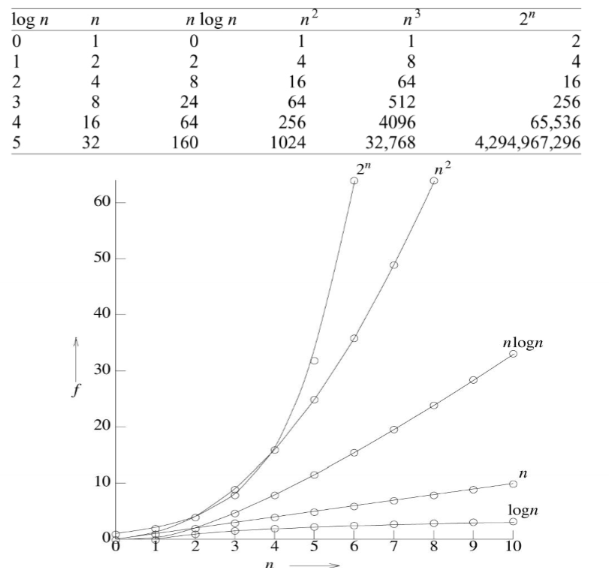 log n n n log n n² n³ 2ⁿ
0 1 0 1 1 2
1 2 2 4 8 4
2 4 8 16 64 16
3 8 24 64 512 256
4 16 64 256 4096 65,536
5 32 160 1024 32,768 4,294,967,296
2ⁿ n²
60
50
40
n log n
f 30
20
n
10
log n
0
0 1 2 3 4 5 6 7 8 9 10
n